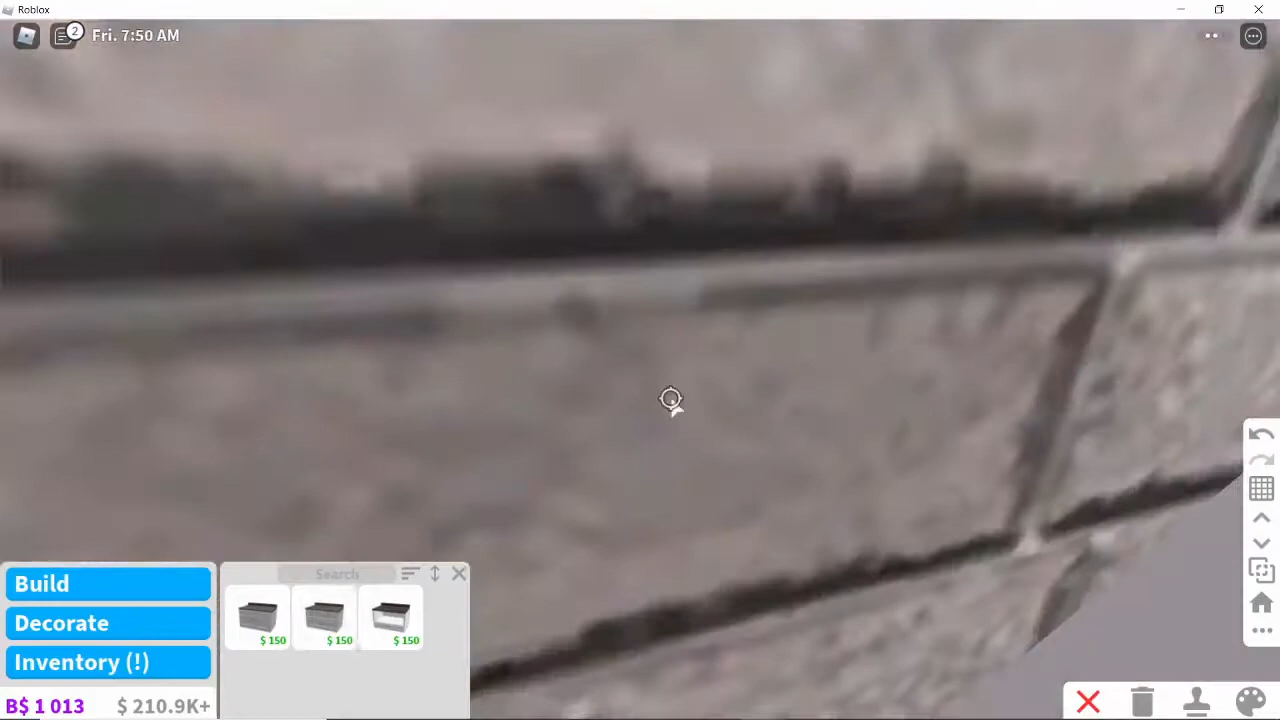 Roblox
2
Fri. 7:50 AM
Search
Build
$ 150
$ 150
$ 150
Decorate
Inventory (!)
B$ 1 013
$ 210.9K+